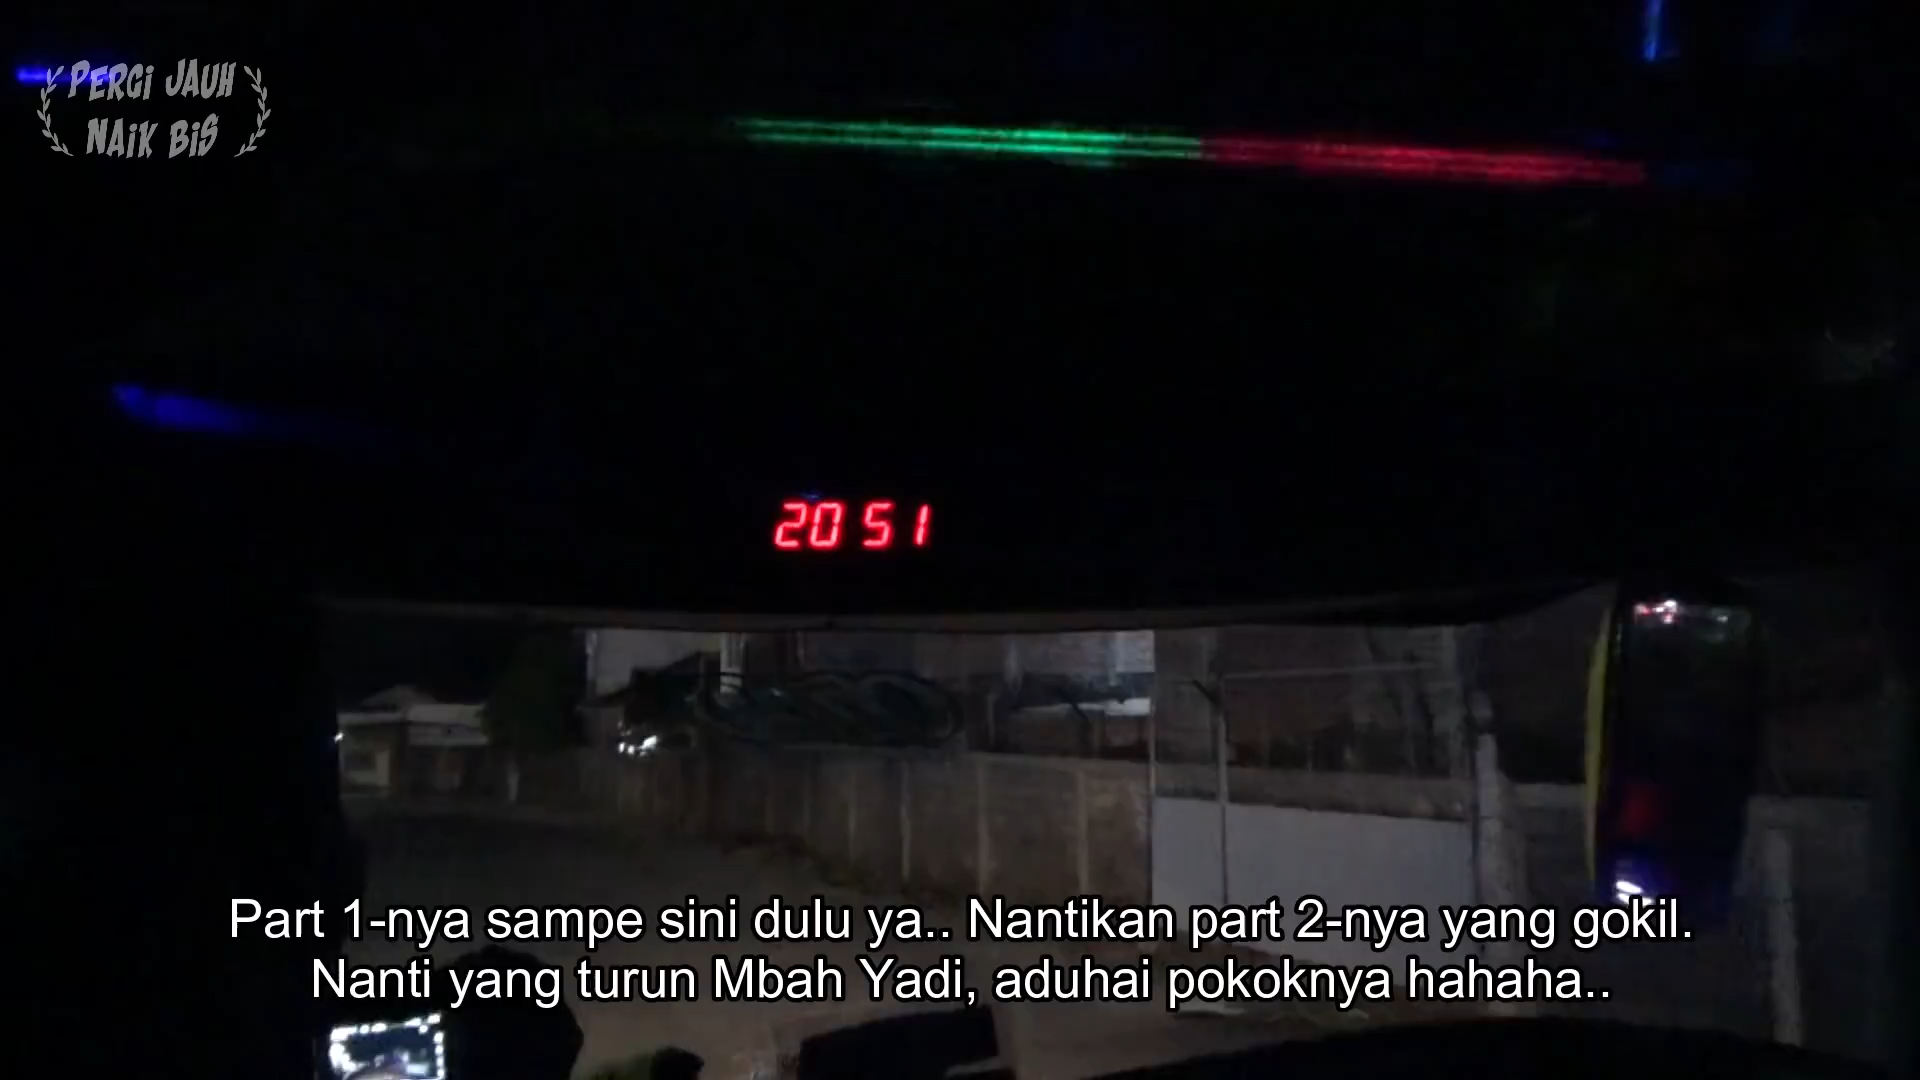 PERGI JAUH
NAIK BIS
20 51
Part 1-nya sampe sini dulu ya.. Nantikan part 2-nya yang gokil.
Nanti yang turun Mbah Yadi, aduhai pokoknya hahaha..